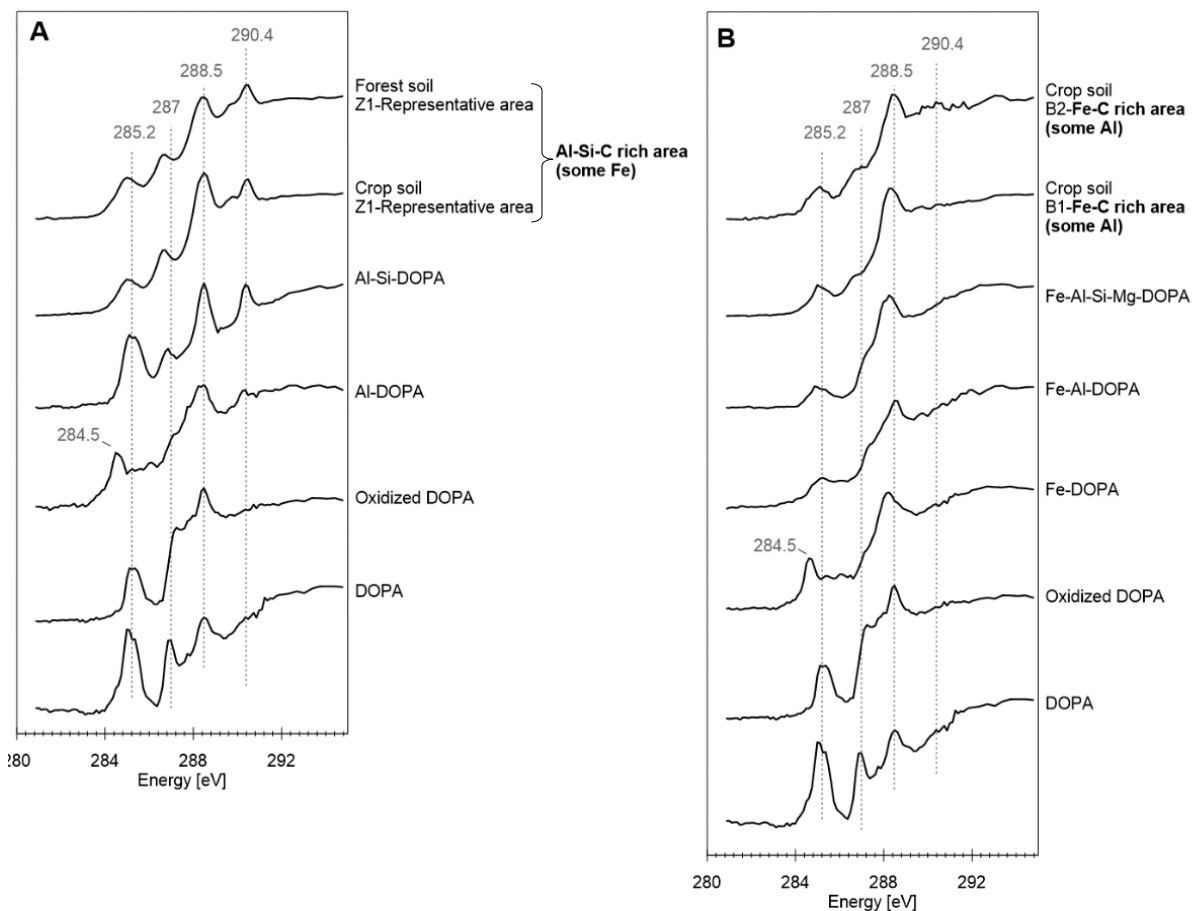 A
290.4
288.5
287
285.2
Forest soil
Z1-Representative area
Crop soil
Z1-Representative area
Al-Si-C rich area
(some Fe)
Al-Si-DOPA
Al-DOPA
284.5
Oxidized DOPA
DOPA
280
284
288
292
Energy [eV]
B
290.4
288.5
287
285.2
Crop soil
B2-Fe-C rich area
(some Al)
Crop soil
B1-Fe-C rich area
(some Al)
Fe-Al-Si-Mg-DOPA
Fe-Al-DOPA
Fe-DOPA
284.5
Oxidized DOPA
DOPA
280
284
288
292
Energy [eV]